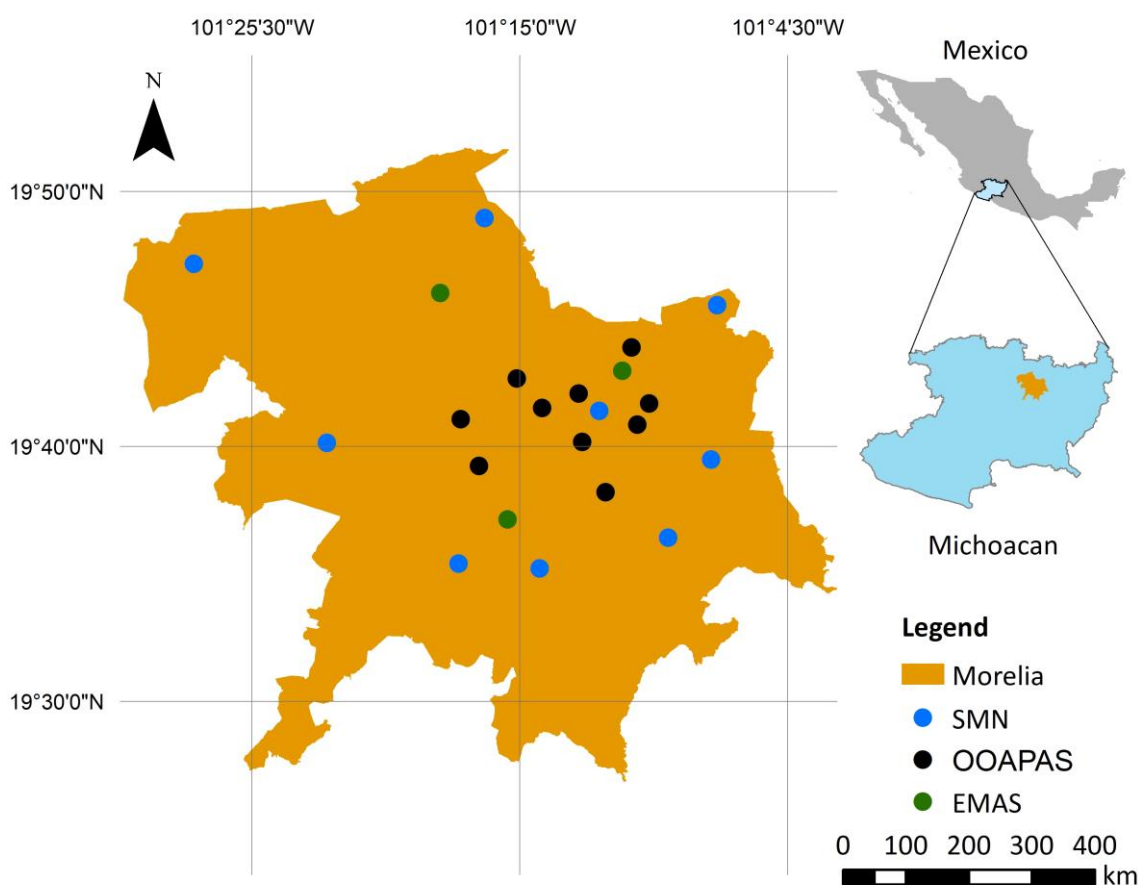 101°25'30"W 101°15'0"W 101°4'30"W
Mexico
N
19°50'0"N
19°40'0"N
19°30'0"N
Michoacan
Legend
Morelia
SMN
OOAPAS
EMAS
0 100 200 300 400
km